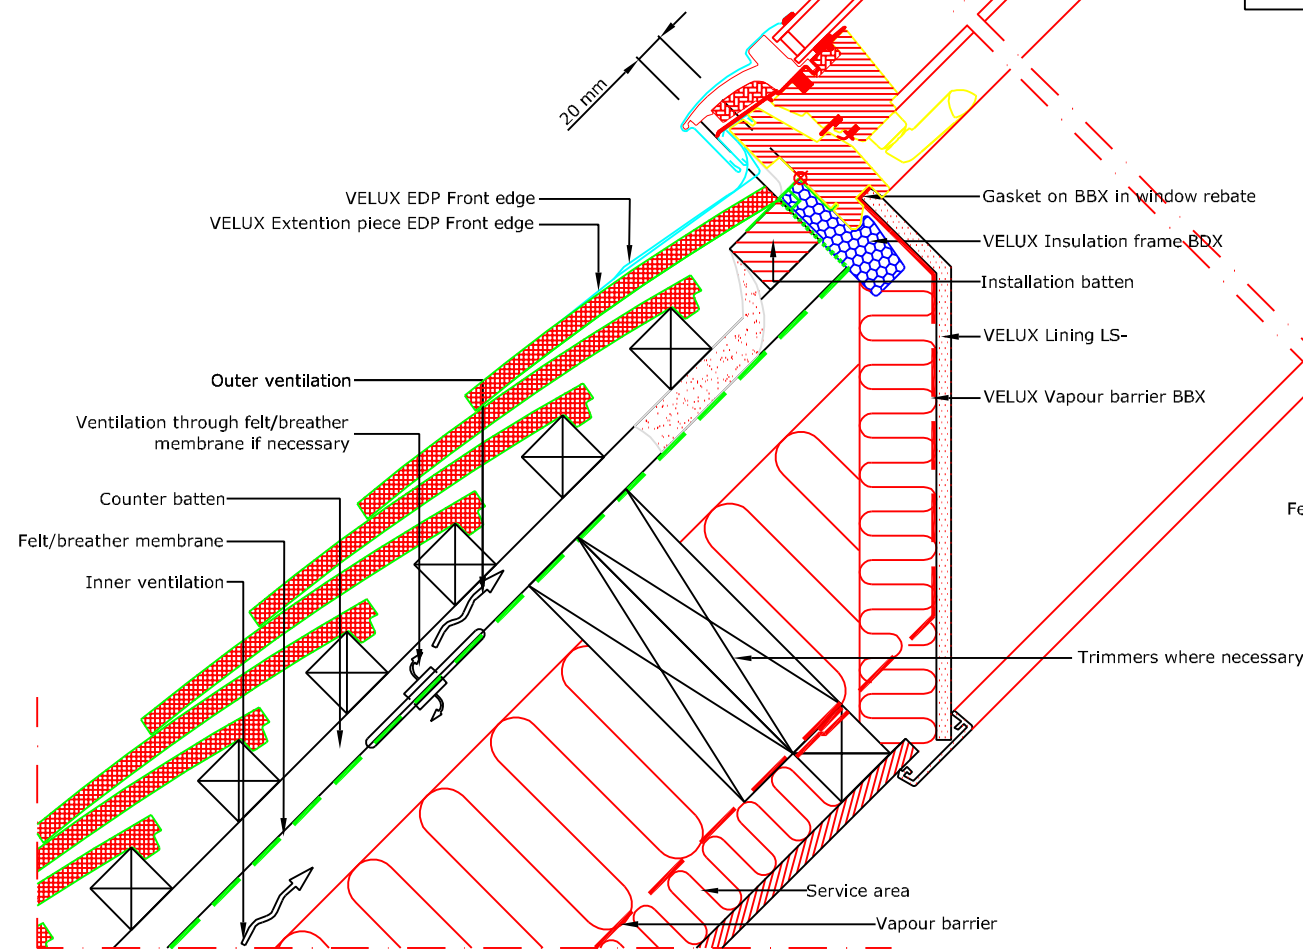 20 mm
VELUX EDP Front edge
VELUX Extention piece EDP Front edge
Outer ventilation
Ventilation through felt/breather
membrane if necessary
Counter batten
Felt/breather membrane
Inner ventilation
Gasket on BBX in window rebate
VELUX Insulation frame BDX
Installation batten
VELUX Lining LS-
VELUX Vapour barrier BBX
Fe
Trimmers where necessary
Service area
Vapour barrier